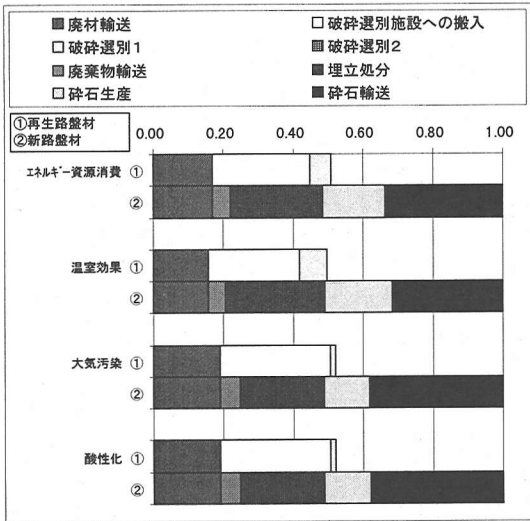 廃材輸送 破砕選別施設への搬入
破砕選別1 破砕選別2
廃棄物輸送 埋立処分
砕石生産 砕石輸送
①再生路盤材
②新路盤材
0.00 0.20 0.40 0.60 0.80 1.00
エネルギー資源消費 ①
②
温室効果 ①
②
大気汚染 ①
②
酸性化 ①
②